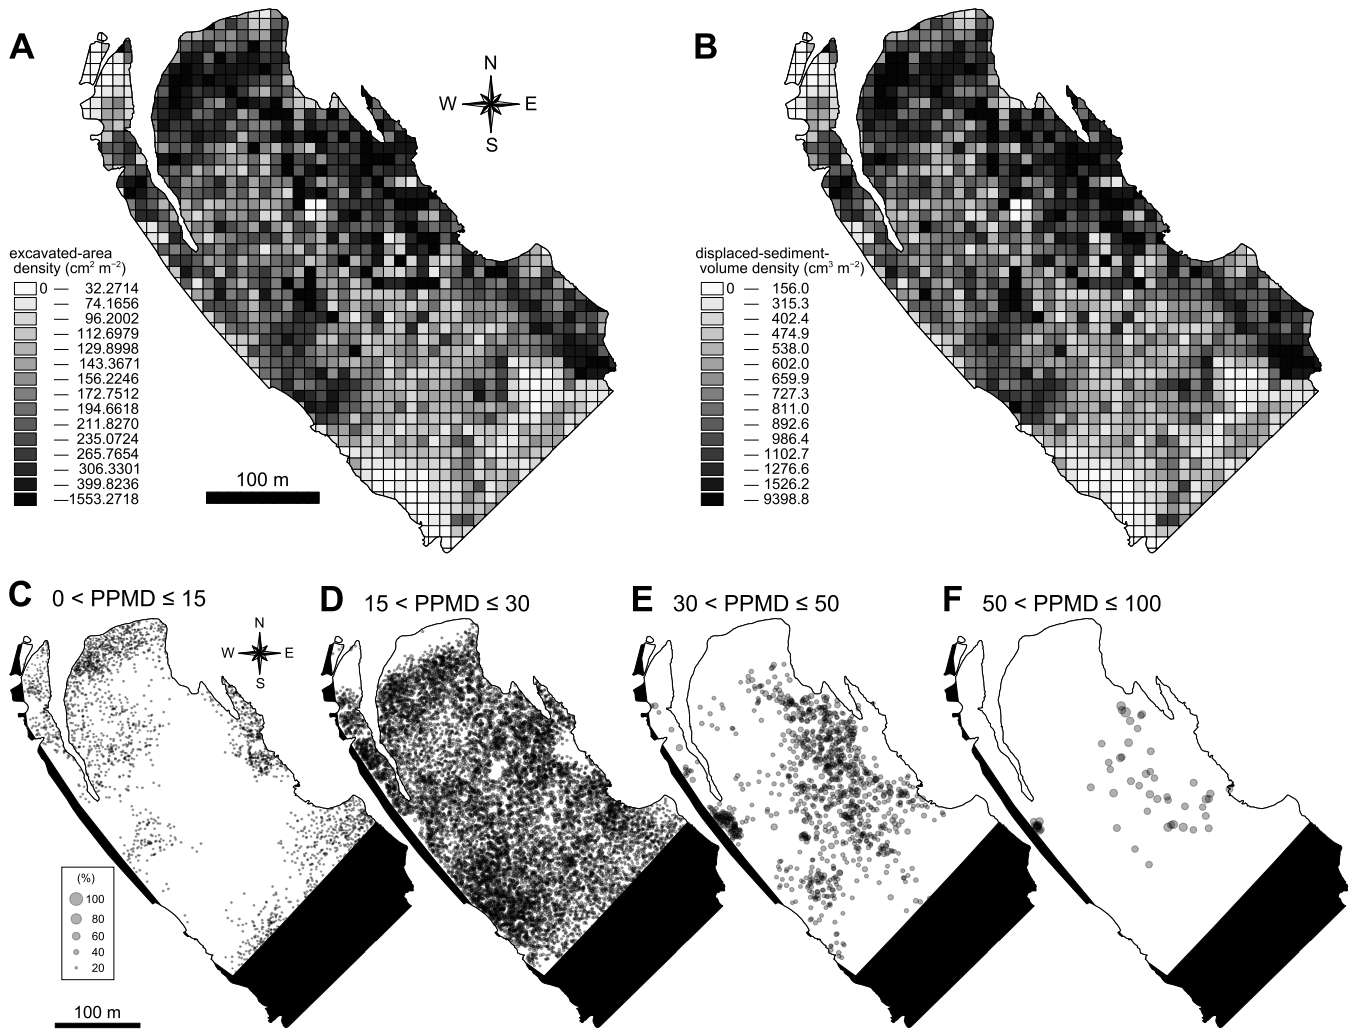 A
B
N
W E
S
excavated-area
density (cm² m⁻²)
0 — 32.2714
— 74.1656
— 96.2002
— 112.6979
— 129.8998
— 143.3671
— 156.2246
— 172.7512
— 194.6618
— 211.8270
— 235.0724
— 265.7654
— 306.3301
— 399.8236
—1553.2718
100 m
displaced-sediment-
volume density (cm³ m⁻²)
0 — 156.0
— 315.3
— 402.4
— 474.9
— 538.0
— 602.0
— 659.9
— 727.3
— 811.0
— 892.6
— 986.4
— 1102.7
— 1276.6
— 1526.2
— 9398.8
C 0 < PPMD ≤ 15
D 15 < PPMD ≤ 30
E 30 < PPMD ≤ 50
F 50 < PPMD ≤ 100
N
W E
S
(%)
100
80
60
40
20
100 m